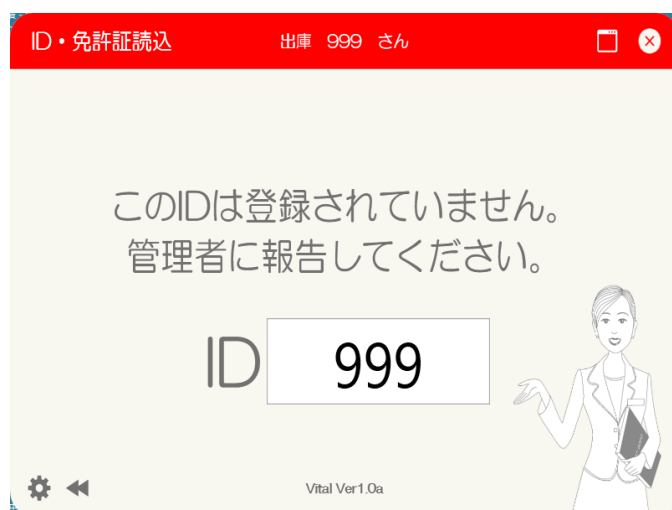 ID・免許証読込
出庫 999 さん
このIDは登録されていません。
管理者に報告してください。
ID 999
Vital Ver1.0a